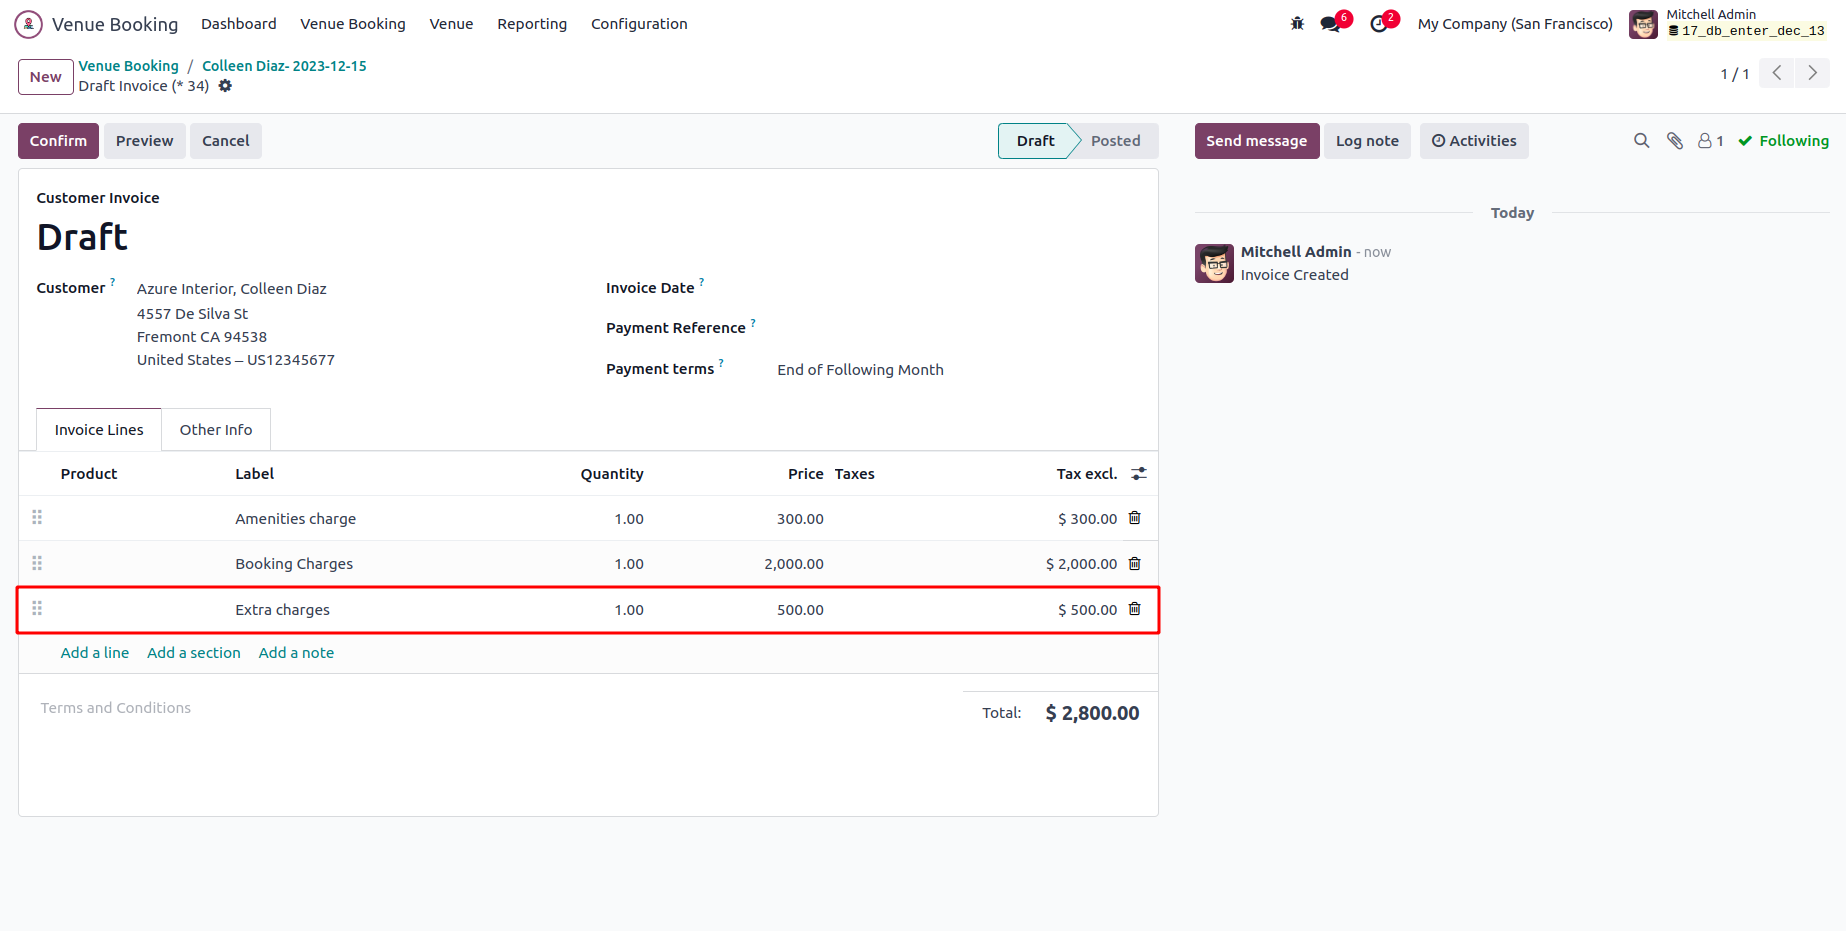 Venue Booking Dashboard Venue Booking Venue Reporting Configuration 6 2 My Company (San Francisco) Mitchell Admin
17_db_enter_dec_13
New Venue Booking / Colleen Diaz- 2023-12-15
Draft Invoice (* 34)
1 / 1
Confirm Preview Cancel Draft Posted
Send message Log note Activities 1 Following
Customer Invoice
Draft
Customer ? Azure Interior, Colleen Diaz
4557 De Silva St
Fremont CA 94538
United States – US12345677
Invoice Date ?
Payment Reference ?
Payment terms ? End of Following Month
Invoice Lines Other Info
Product Label Quantity Price Taxes Tax excl.
Amenities charge 1.00 300.00 $ 300.00
Booking Charges 1.00 2,000.00 $ 2,000.00
Extra charges 1.00 500.00 $ 500.00
Add a line Add a section Add a note
Terms and Conditions
Total: $ 2,800.00
Today
Mitchell Admin - now
Invoice Created